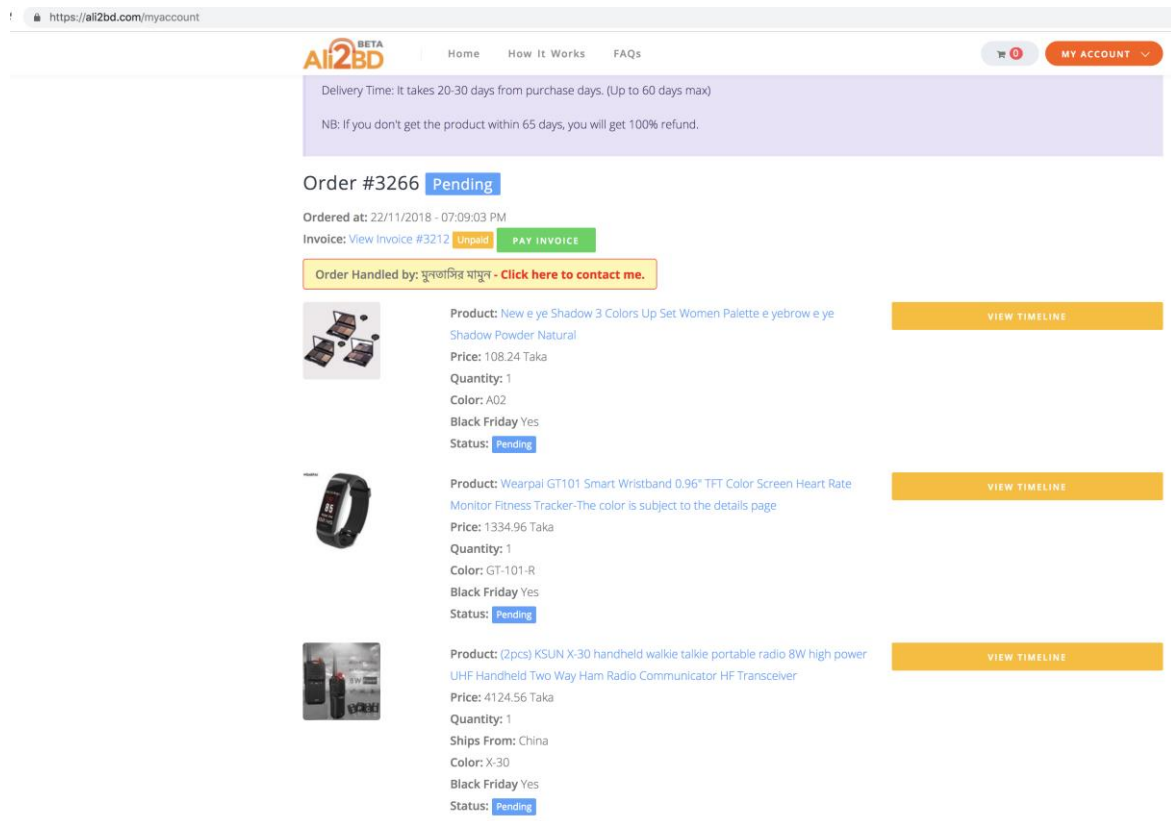 https://ali2bd.com/myaccount
Ali2BD BETA
Home How It Works FAQs
0
MY ACCOUNT
Delivery Time: It takes 20-30 days from purchase days. (Up to 60 days max)
NB: If you don't get the product within 65 days, you will get 100% refund.
Order #3266 Pending
Ordered at: 22/11/2018 - 07:09:03 PM
Invoice: View Invoice #3212 Unpaid PAY INVOICE
Order Handled by: মুনতাসির মামুন - Click here to contact me.
Product: New e ye Shadow 3 Colors Up Set Women Palette e yebrow e ye
Shadow Powder Natural
Price: 108.24 Taka
Quantity: 1
Color: A02
Black Friday Yes
Status: Pending
VIEW TIMELINE
Product: Wearpai GT101 Smart Wristband 0.96" TFT Color Screen Heart Rate
Monitor Fitness Tracker-The color is subject to the details page
Price: 1334.96 Taka
Quantity: 1
Color: GT-101-R
Black Friday Yes
Status: Pending
VIEW TIMELINE
8W
Product: (2pcs) KSUN X-30 handheld walkie talkie portable radio 8W high power
UHF Handheld Two Way Ham Radio Communicator HF Transceiver
Price: 4124.56 Taka
Quantity: 1
Ships From: China
Color: X-30
Black Friday Yes
Status: Pending
VIEW TIMELINE